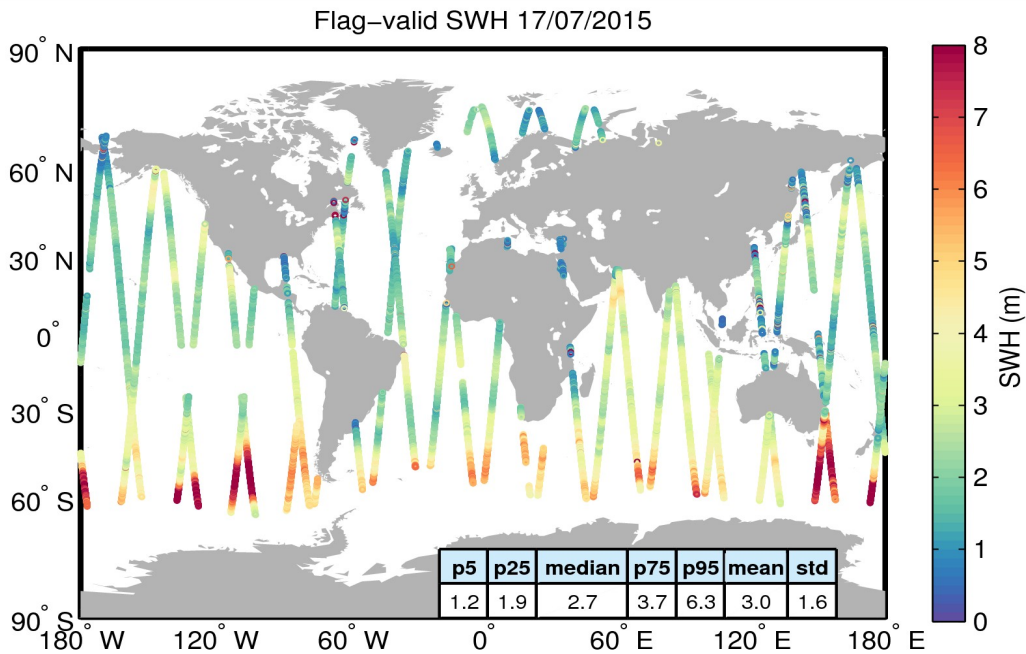 Flag−valid SWH 17/07/2015
90° N
60° N
30° N
0°
30° S
60° S
90° S
180° W
120° W
60° W
0°
60° E
120° E
180° E
p5 p25 median p75 p95 mean std
1.2 1.9 2.7 3.7 6.3 3.0 1.6
8
7
6
5
4
3
2
1
0
SWH (m)